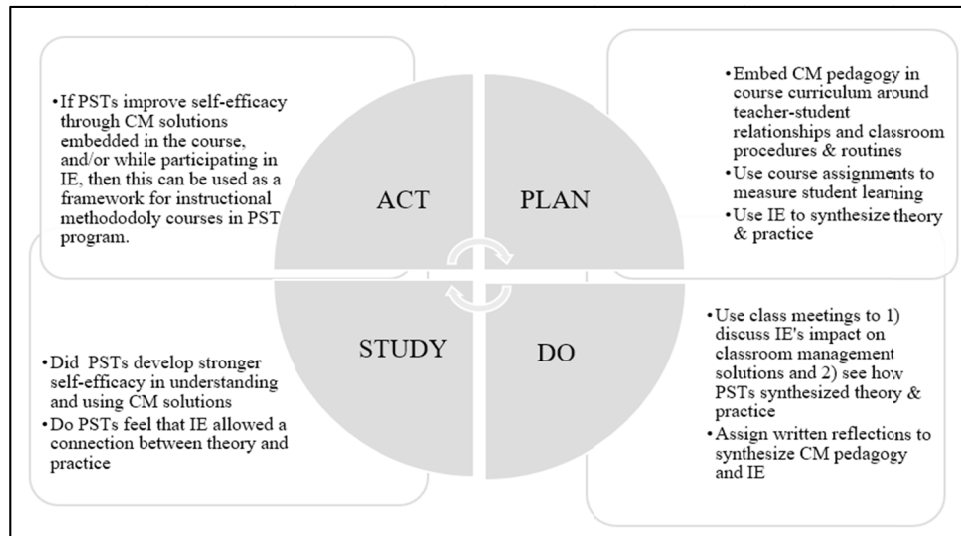 •If PSTs improve self-efficacy
through CM solutions
embedded in the course,
and/or while participating in
IE, then this can be used as a
framework for instructional
methododoly courses in PST
program.
ACT
PLAN
•Embed CM pedagogy in
course curriculum around
teacher-student
relationships and classroom
procedures & routines
•Use course assignments to
measure student learning
•Use IE to synthesize theory
& practice
•Did PSTs develop stronger
self-efficacy in understanding
and using CM solutions
•Do PSTs feel that IE allowed a
connection between theory and
practice
STUDY
DO
•Use class meetings to 1)
discuss IE's impact on
classroom management
solutions and 2) see how
PSTs synthesized theory &
practice
•Assign written reflections to
synthesize CM pedagogy
and IE